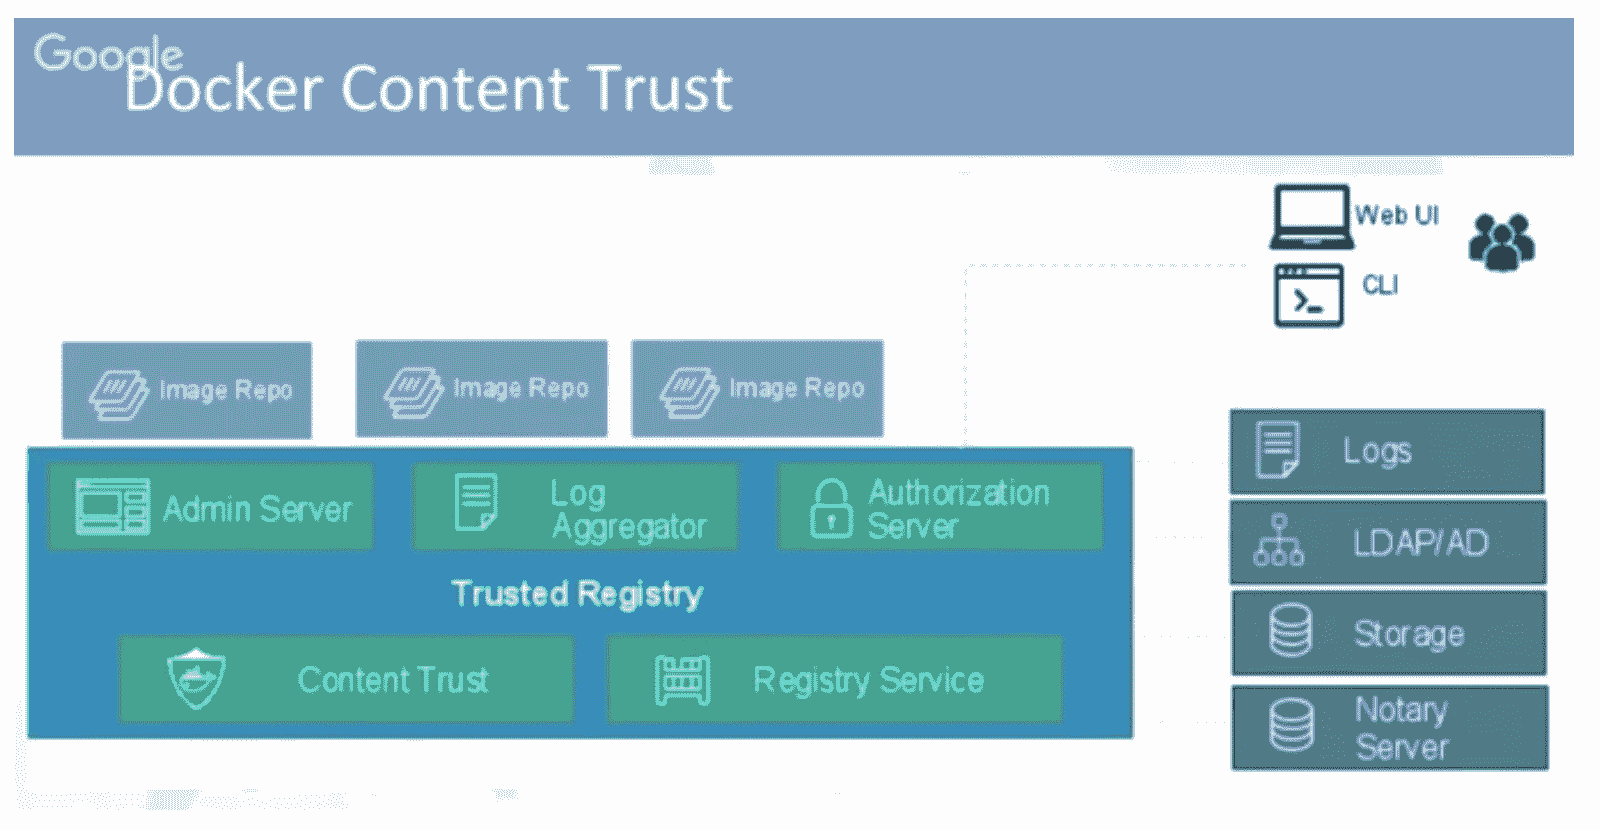 Google
Docker Content Trust
Web UI
CLI
Image Repo
Image Repo
Image Repo
Admin Server
Log
Aggregator
Authorization
Server
Trusted Registry
Content Trust
Registry Service
Logs
LDAP/AD
Storage
Notary
Server